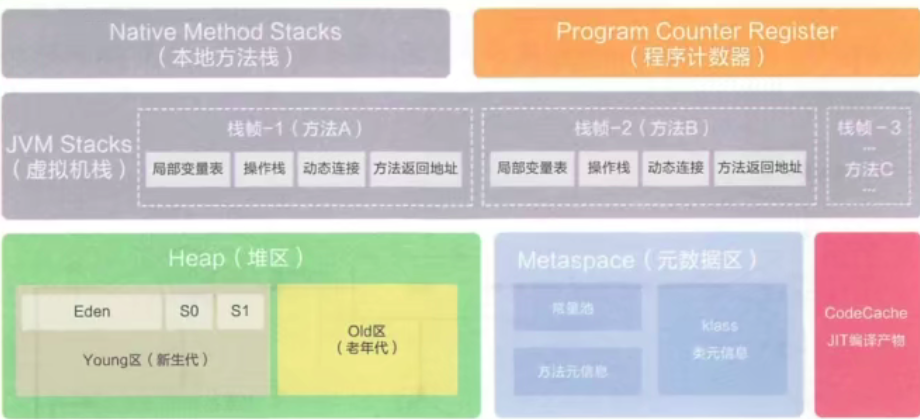 Native Method Stacks
（本地方法栈）
Program Counter Register
（程序计数器）
JVM Stacks
（虚拟机栈）
栈帧-1（方法A）
局部变量表
操作栈
动态连接
方法返回地址
栈帧-2（方法B）
局部变量表
操作栈
动态连接
方法返回地址
栈帧-3
...
方法C
...
Heap（堆区）
Eden
S0
S1
Young区（新生代）
Old区
（老年代）
Metaspace（元数据区）
常量池
方法元信息
klass
类元信息
CodeCache
JIT编译产物